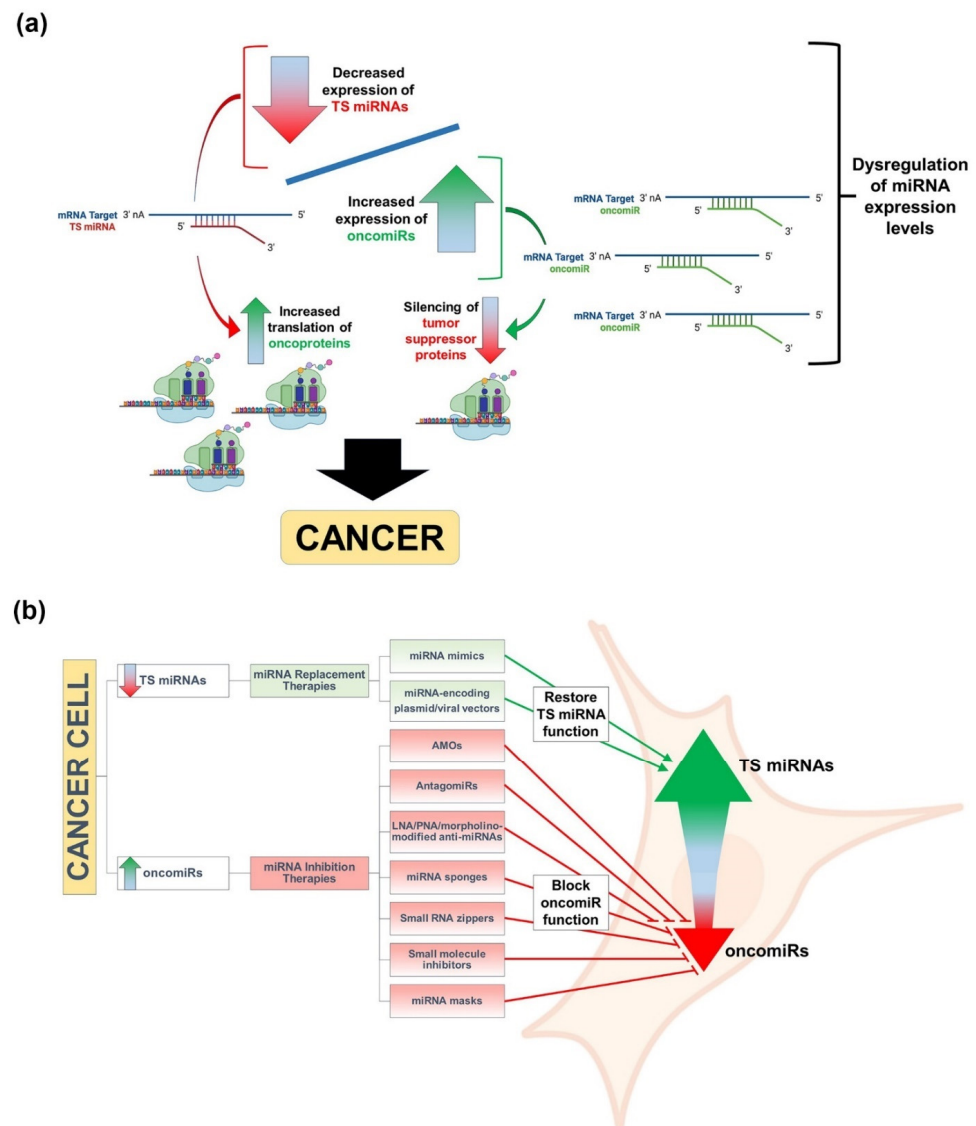 (a)
Decreased
expression of
TS miRNAs
Increased
expression of
oncomiRs
Dysregulation
of miRNA
expression
levels
mRNA Target 3' nA 5'
TS miRNA 5'
3'
mRNA Target 3' nA 5'
oncomiR 5'
3'
mRNA Target 3' nA 5'
oncomiR 5'
3'
mRNA Target 3' nA 5'
oncomiR 5'
3'
Increased
translation of
oncoproteins
Silencing of
tumor
suppressor
proteins
CANCER
(b)
CANCER CELL
TS miRNAs
miRNA Replacement
Therapies
miRNA mimics
miRNA-encoding
plasmid/viral vectors
Restore
TS miRNA
function
TS miRNAs
oncomiRs
miRNA Inhibition
Therapies
AMOs
AntagomiRs
LNA/PNA/morpholino-
modified anti-miRNAs
miRNA sponges
Small RNA zippers
Small molecule
inhibitors
miRNA masks
Block
oncomiR
function
oncomiRs